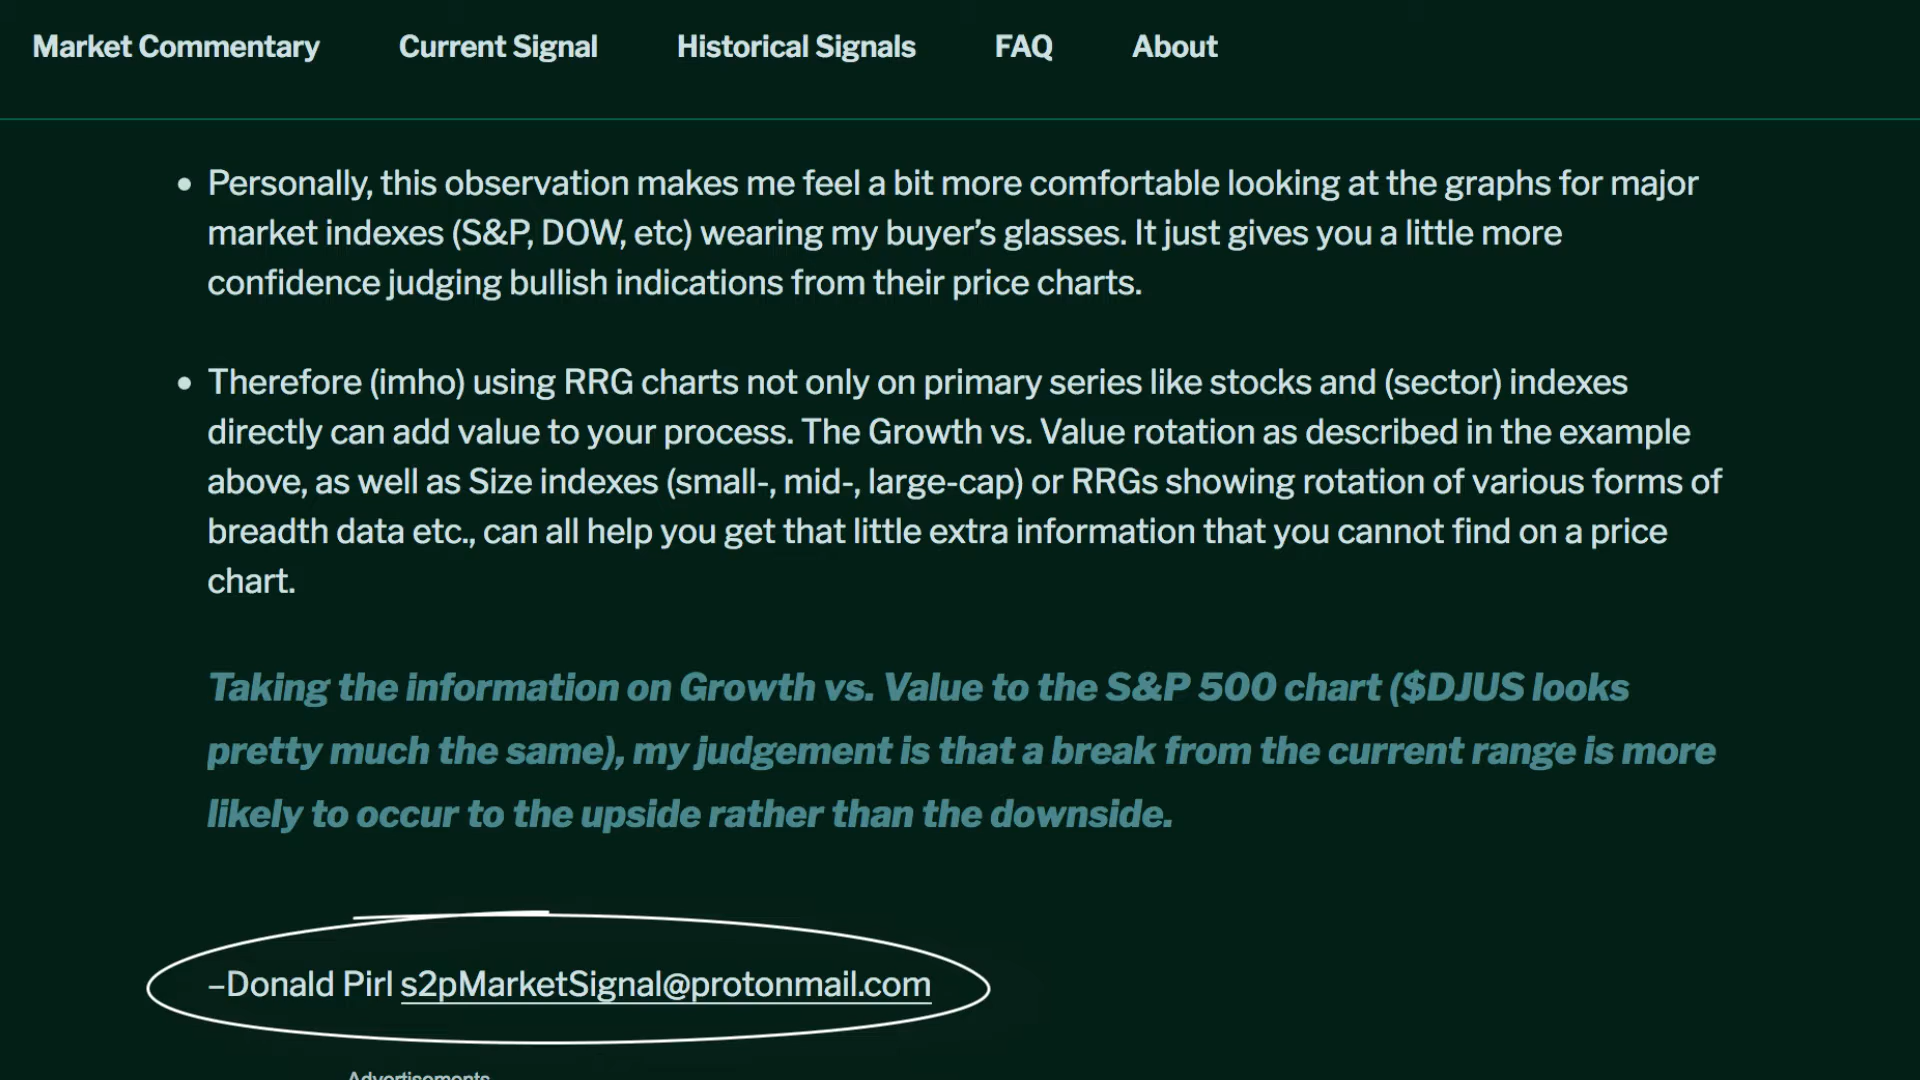 Market Commentary Current Signal Historical Signals FAQ About
• Personally, this observation makes me feel a bit more comfortable looking at the graphs for major
market indexes (S&P, DOW, etc) wearing my buyer’s glasses. It just gives you a little more
confidence judging bullish indications from their price charts.
• Therefore (imho) using RRG charts not only on primary series like stocks and (sector) indexes
directly can add value to your process. The Growth vs. Value rotation as described in the example
above, as well as Size indexes (small-, mid-, large-cap) or RRGs showing rotation of various forms of
breadth data etc., can all help you get that little extra information that you cannot find on a price
chart.
Taking the information on Growth vs. Value to the S&P 500 chart ($DJUS looks
pretty much the same), my judgement is that a break from the current range is more
likely to occur to the upside rather than the downside.
–Donald Pirl s2pMarketSignal@protonmail.com
Advertisements